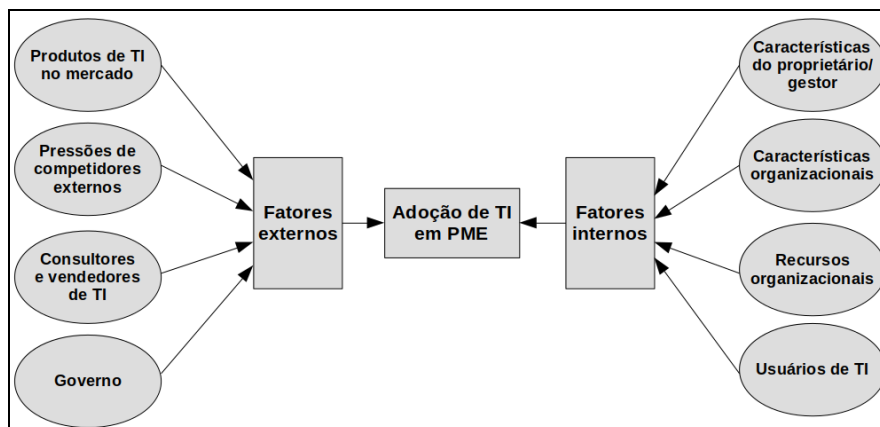 Produtos de TI
no mercado
Pressões de
competidores
externos
Consultores
e vendedores
de TI
Governo
Fatores
externos
Adoção de TI
em PME
Fatores
internos
Características
do proprietário/
gestor
Características
organizacionais
Recursos
organizacionais
Usuários de TI